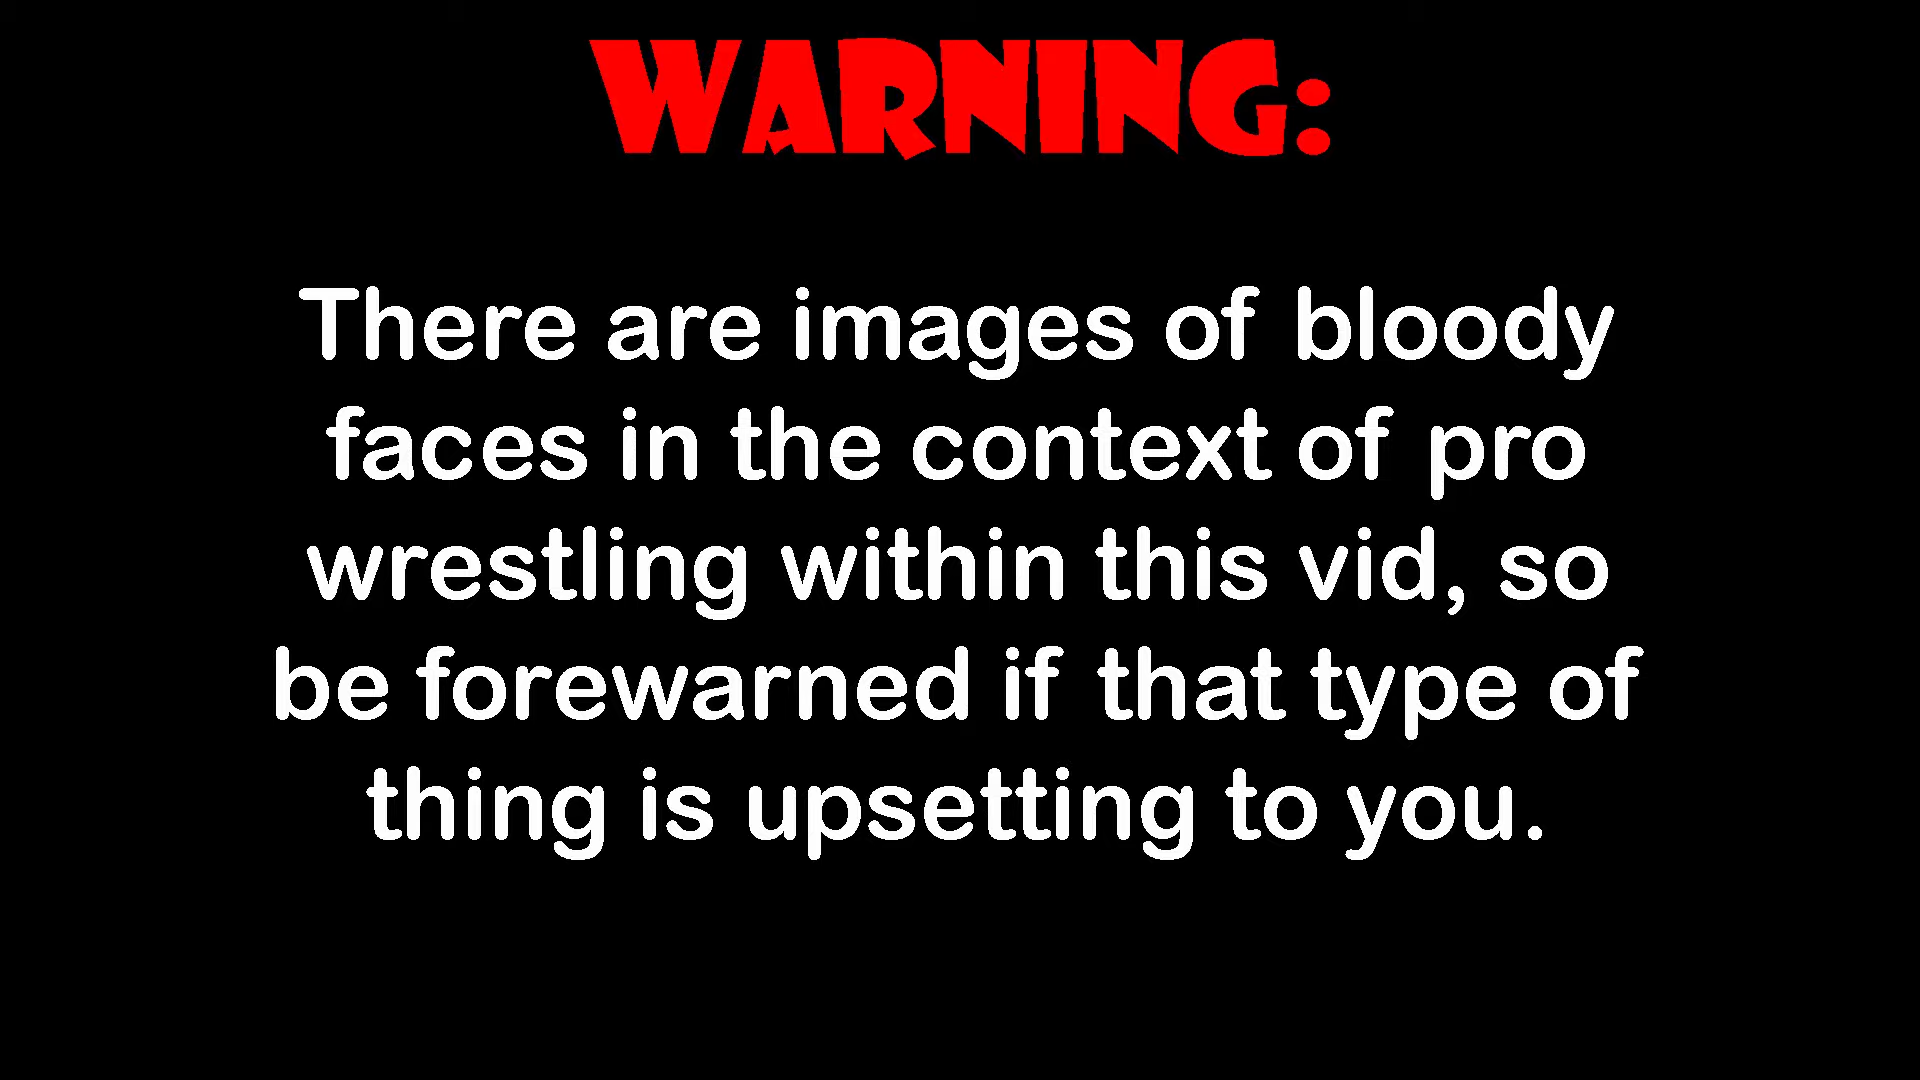 WARNING:
There are images of bloody
faces in the context of pro
wrestling within this vid, so
be forewarned if that type of
thing is upsetting to you.